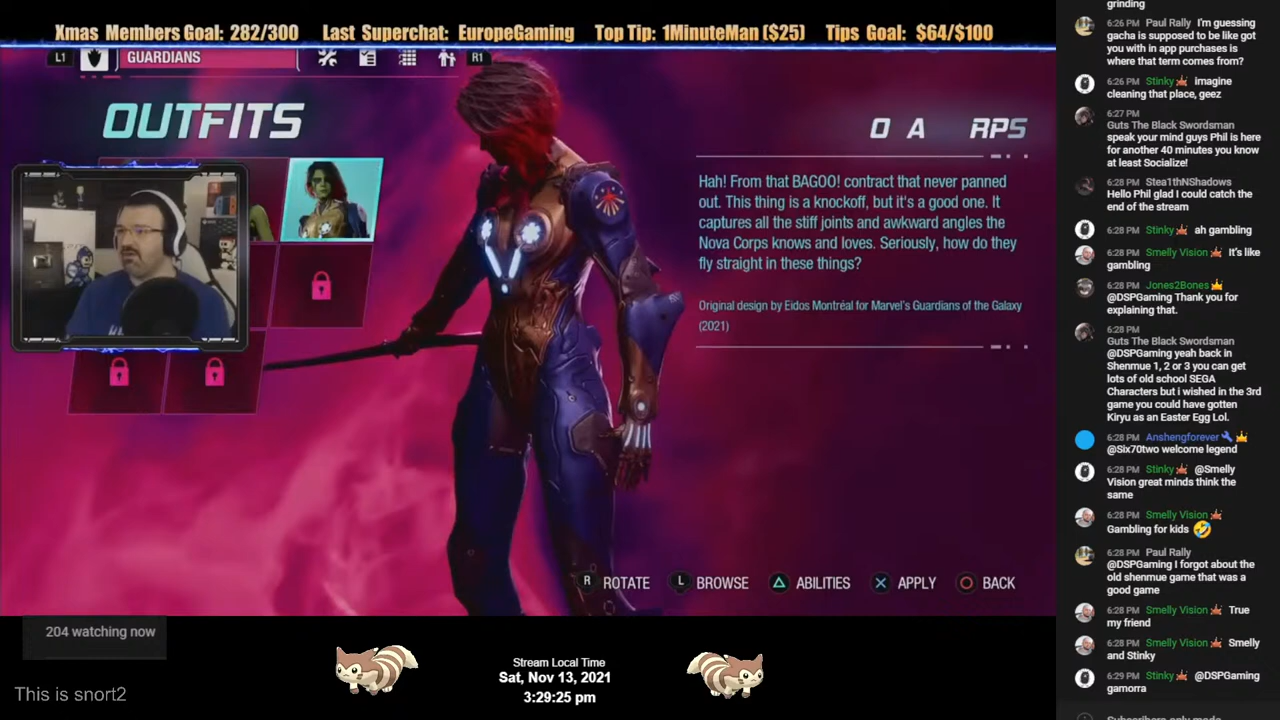 Xmas Members Goal: 282/300 Last Superchat: EuropeGaming Top Tip: 1MinuteMan ($25) Tips Goal: $64/$100
L1 GUARDIANS R1
OUTFITS
O A RPS
Hah! From that BAGOO! contract that never panned
out. This thing is a knockoff, but it's a good one. It
captures all the stiff joints and awkward angles the
Nova Corps knows and loves. Seriously, how do they
fly straight in these things?
Original design by Eidos Montréal for Marvel's Guardians of the Galaxy
(2021)
R ROTATE L BROWSE ABILITIES APPLY BACK
204 watching now
This is snort2
Stream Local Time
Sat, Nov 13, 2021
3:29:25 pm
grinding
6:26 PM Paul Rally I'm guessing
gacha is supposed to be like got
you with in app purchases is
where that term comes from?
6:26 PM Stinky imagine
cleaning that place, geez
6:27 PM
Guts The Black Swordsman
speak your mind guys Phil is here
for another 40 minutes you know
at least Socialize!
6:28 PM Stea1thNShadows
Hello Phil glad I could catch the
end of the stream
6:28 PM Stinky ah gambling
6:28 PM Smelly Vision It's like
gambling
6:28 PM Jones2Bones
@DSPGaming Thank you for
explaining that.
6:28 PM
Guts The Black Swordsman
@DSPGaming yeah back in
Shenmue 1, 2 or 3 you can get
lots of old school SEGA
Characters but i wished in the 3rd
game you could have gotten
Kiryu as an Easter Egg Lol.
6:28 PM Anshengforever
@Six70two welcome legend
6:28 PM Stinky @Smelly
Vision great minds think the
same
6:28 PM Smelly Vision
Gambling for kids 🤣
6:28 PM Paul Rally
@DSPGaming I forgot about the
old shenmue game that was a
good game
6:28 PM Smelly Vision True
my friend
6:28 PM Smelly Vision Smelly
and Stinky
6:29 PM Stinky @DSPGaming
gamorra